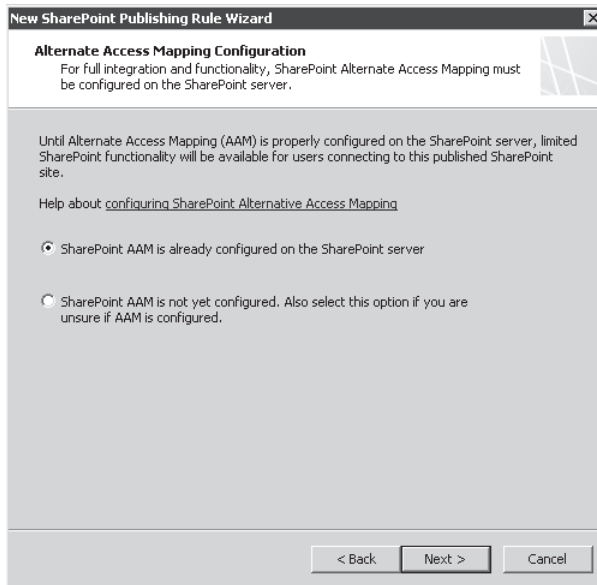 New SharePoint Publishing Rule Wizard
Alternate Access Mapping Configuration
For full integration and functionality, SharePoint Alternate Access Mapping must
be configured on the SharePoint server.
Until Alternate Access Mapping (AAM) is properly configured on the SharePoint server, limited
SharePoint functionality will be available for users connecting to this published SharePoint
site.
Help about configuring SharePoint Alternative Access Mapping
SharePoint AAM is already configured on the SharePoint server
SharePoint AAM is not yet configured. Also select this option if you are
unsure if AAM is configured.
< Back Next > Cancel